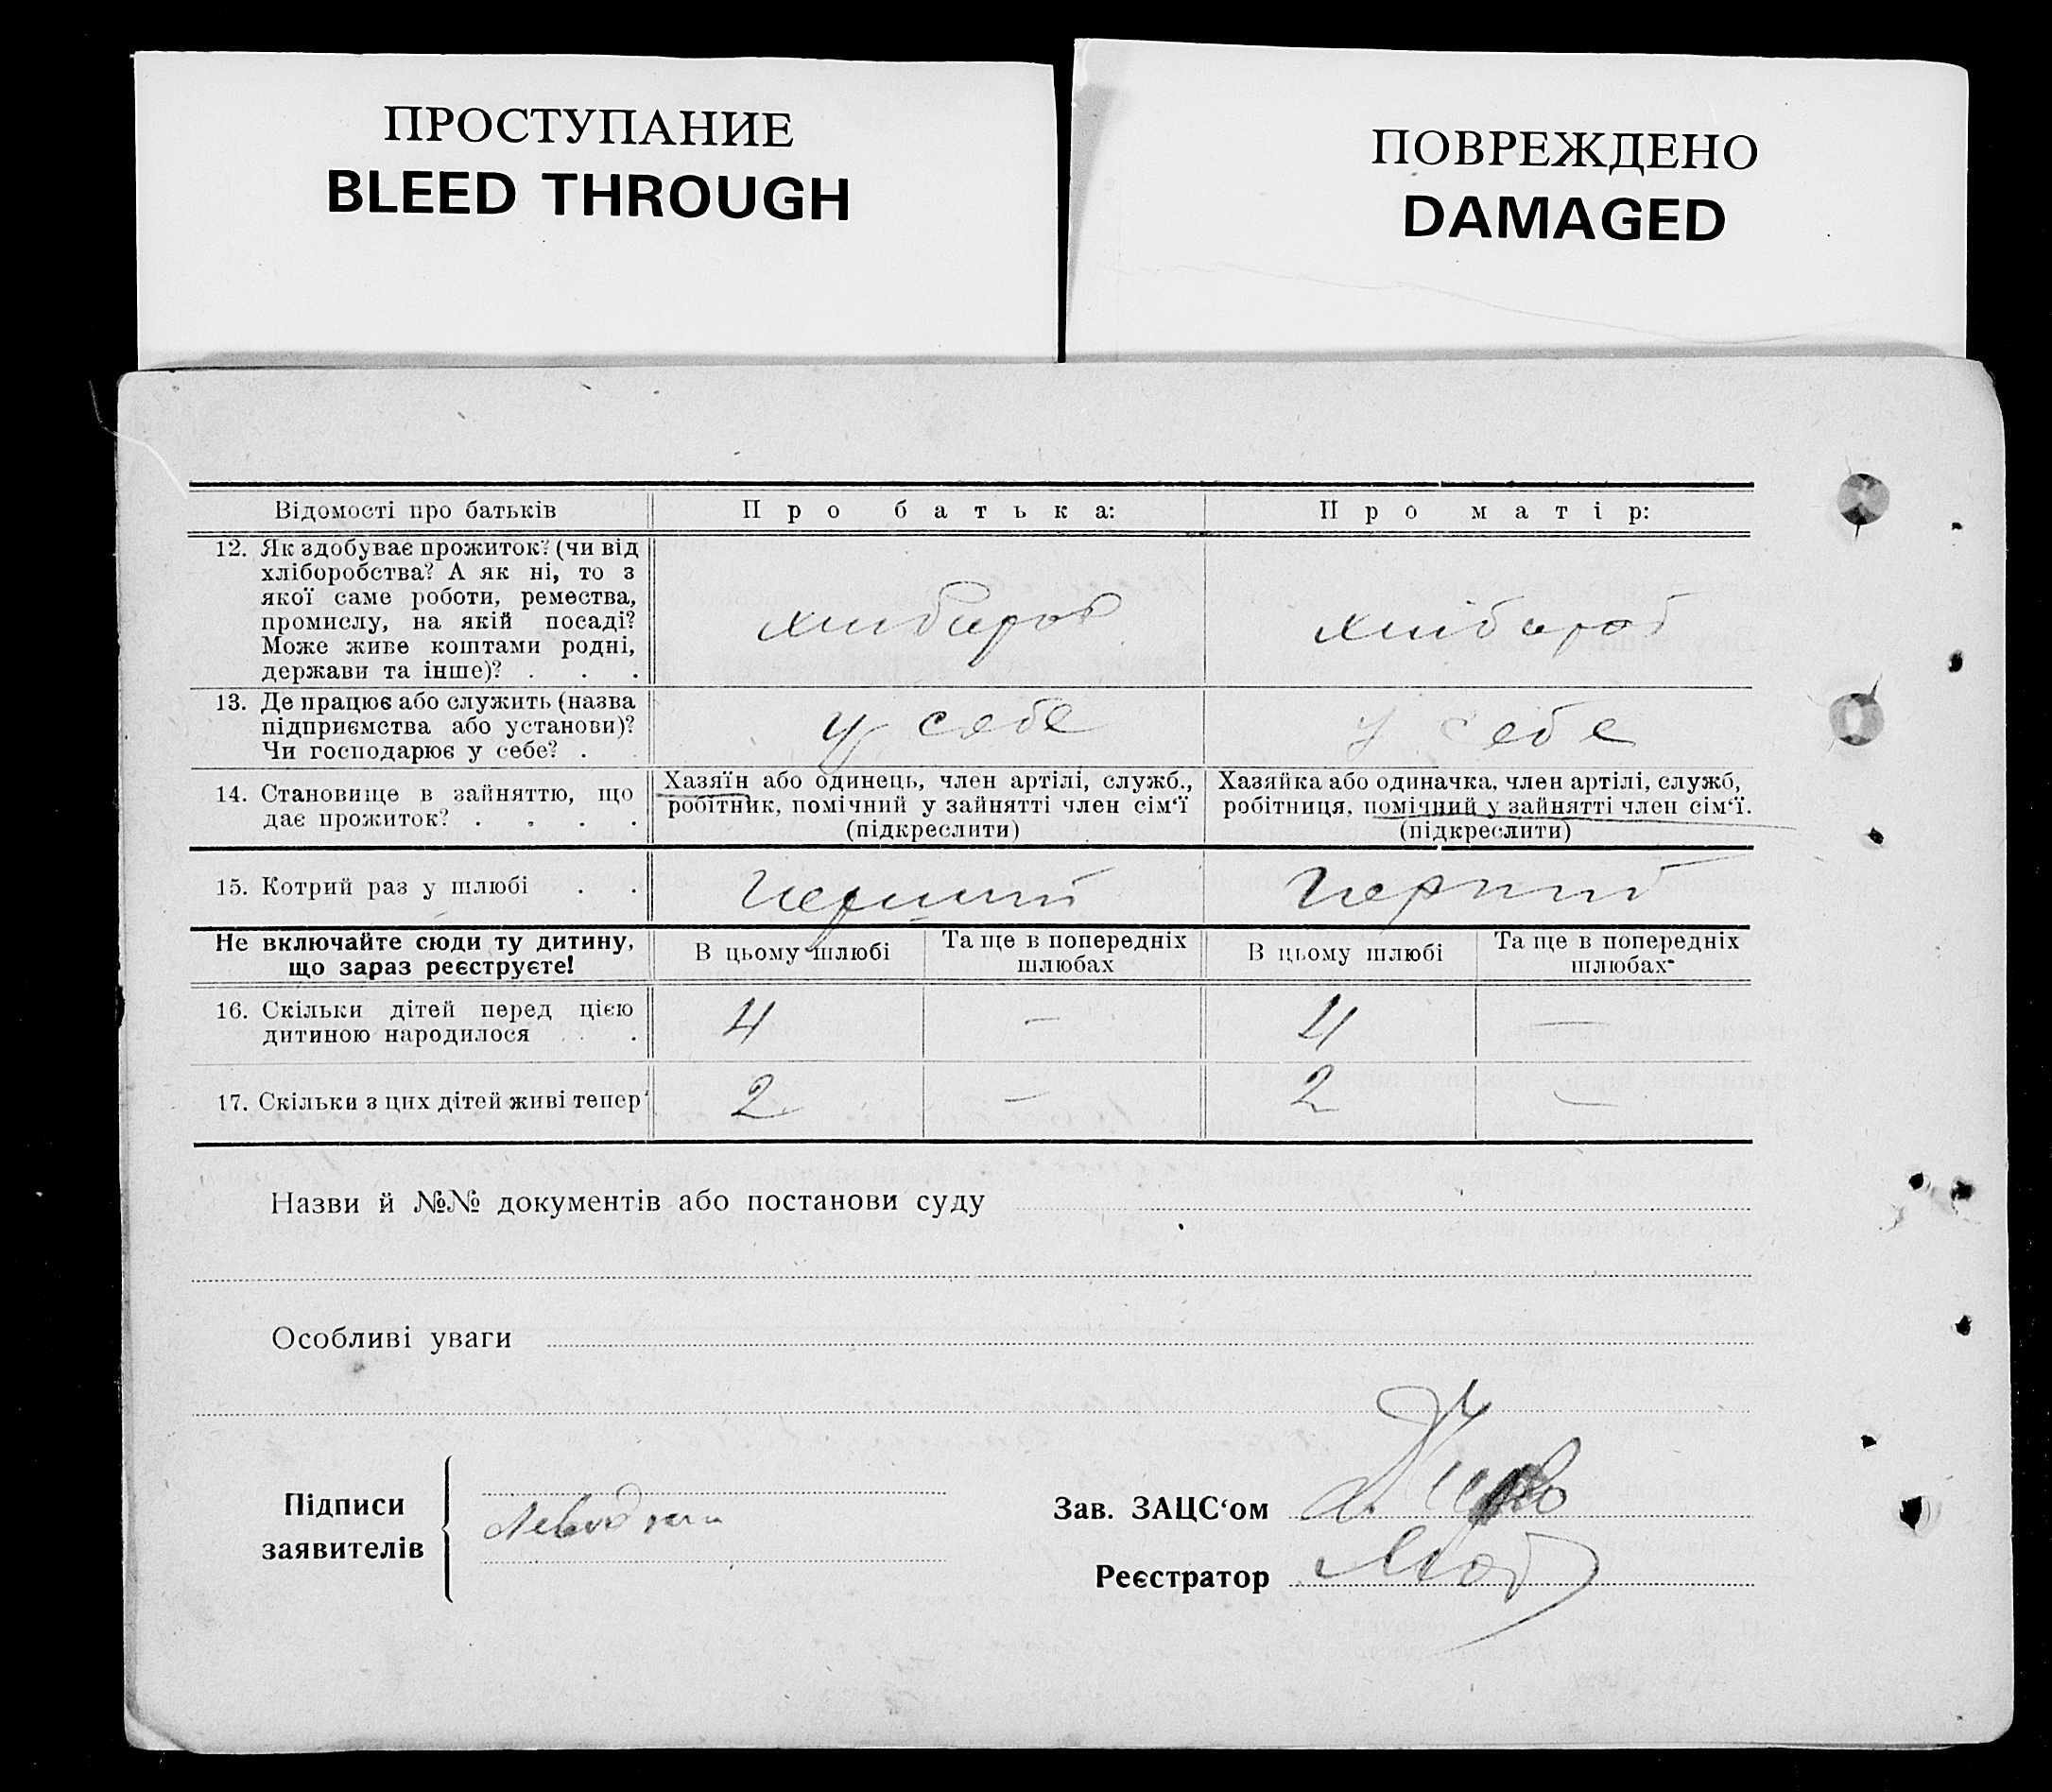 ПРОСТУПАНИЕ
BLEED THROUGH
ПОВРЕЖДЕНО
DAMAGED
Відомості про батьків
Про батька:
Про матір:
12. Як здобуває прожиток? (чи від
хліборобства? А як ні, то з
якої саме роботи, ремества,
промислу, на якій посаді?
Може живе коштами родні,
держави та інше)? . . .
хлибороб
хлібороб
13. Де працює або служить (назва
підприємства або установи)?
Чи господарює у себе? .
у себе
у себе
14. Становище в зайняттю, що
дає прожиток? . . . .
Хазяїн або одинець, член артілі, служб.,
робітник, помічний у зайнятті член сім'ї
(підкреслити)
Хазяйка або одиначка, член артілі, служб,
робітниця, помічний у зайнятті член сім'ї.
(підкреслити)
15. Котрий раз у шлюбі . .
Перший
Перший
Не включайте сюди ту дитину,
що зараз реєструєте!
В цьому шлюбі
Та ще в попередніх
шлюбах
В цьому шлюбі
Та ще в попередніх
шлюбах
16. Скільки дітей перед цією
дитиною народилося . . .
4
—
4
—
17. Скільки з цих дітей живі тепер
2
—
2
—
Назви й №№ документів або постанови суду
Особливі уваги
Підписи
заявителів
Зав. ЗАЦС'ом
Реєстратор